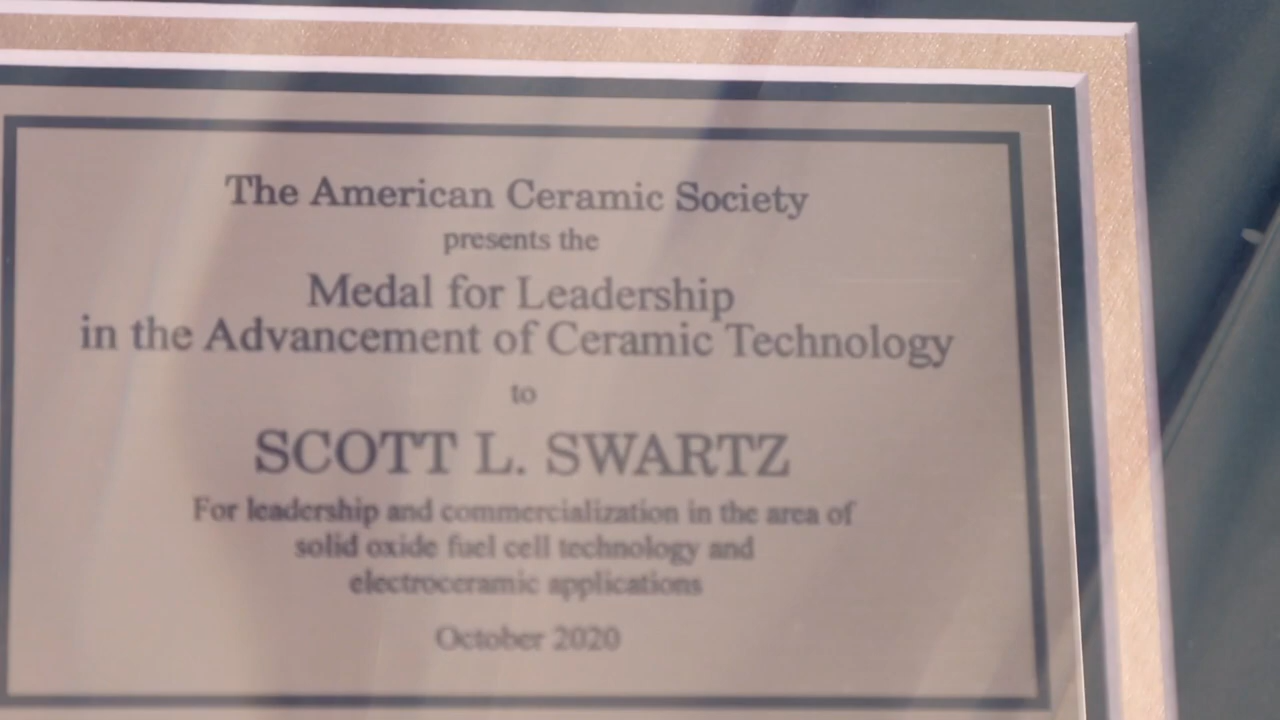 The American Ceramic Society
presents the
Medal for Leadership
in the Advancement of Ceramic Technology
to
SCOTT L. SWARTZ
For leadership and commercialization in the area of
solid oxide fuel cell technology and
electroceramic applications
October 2020